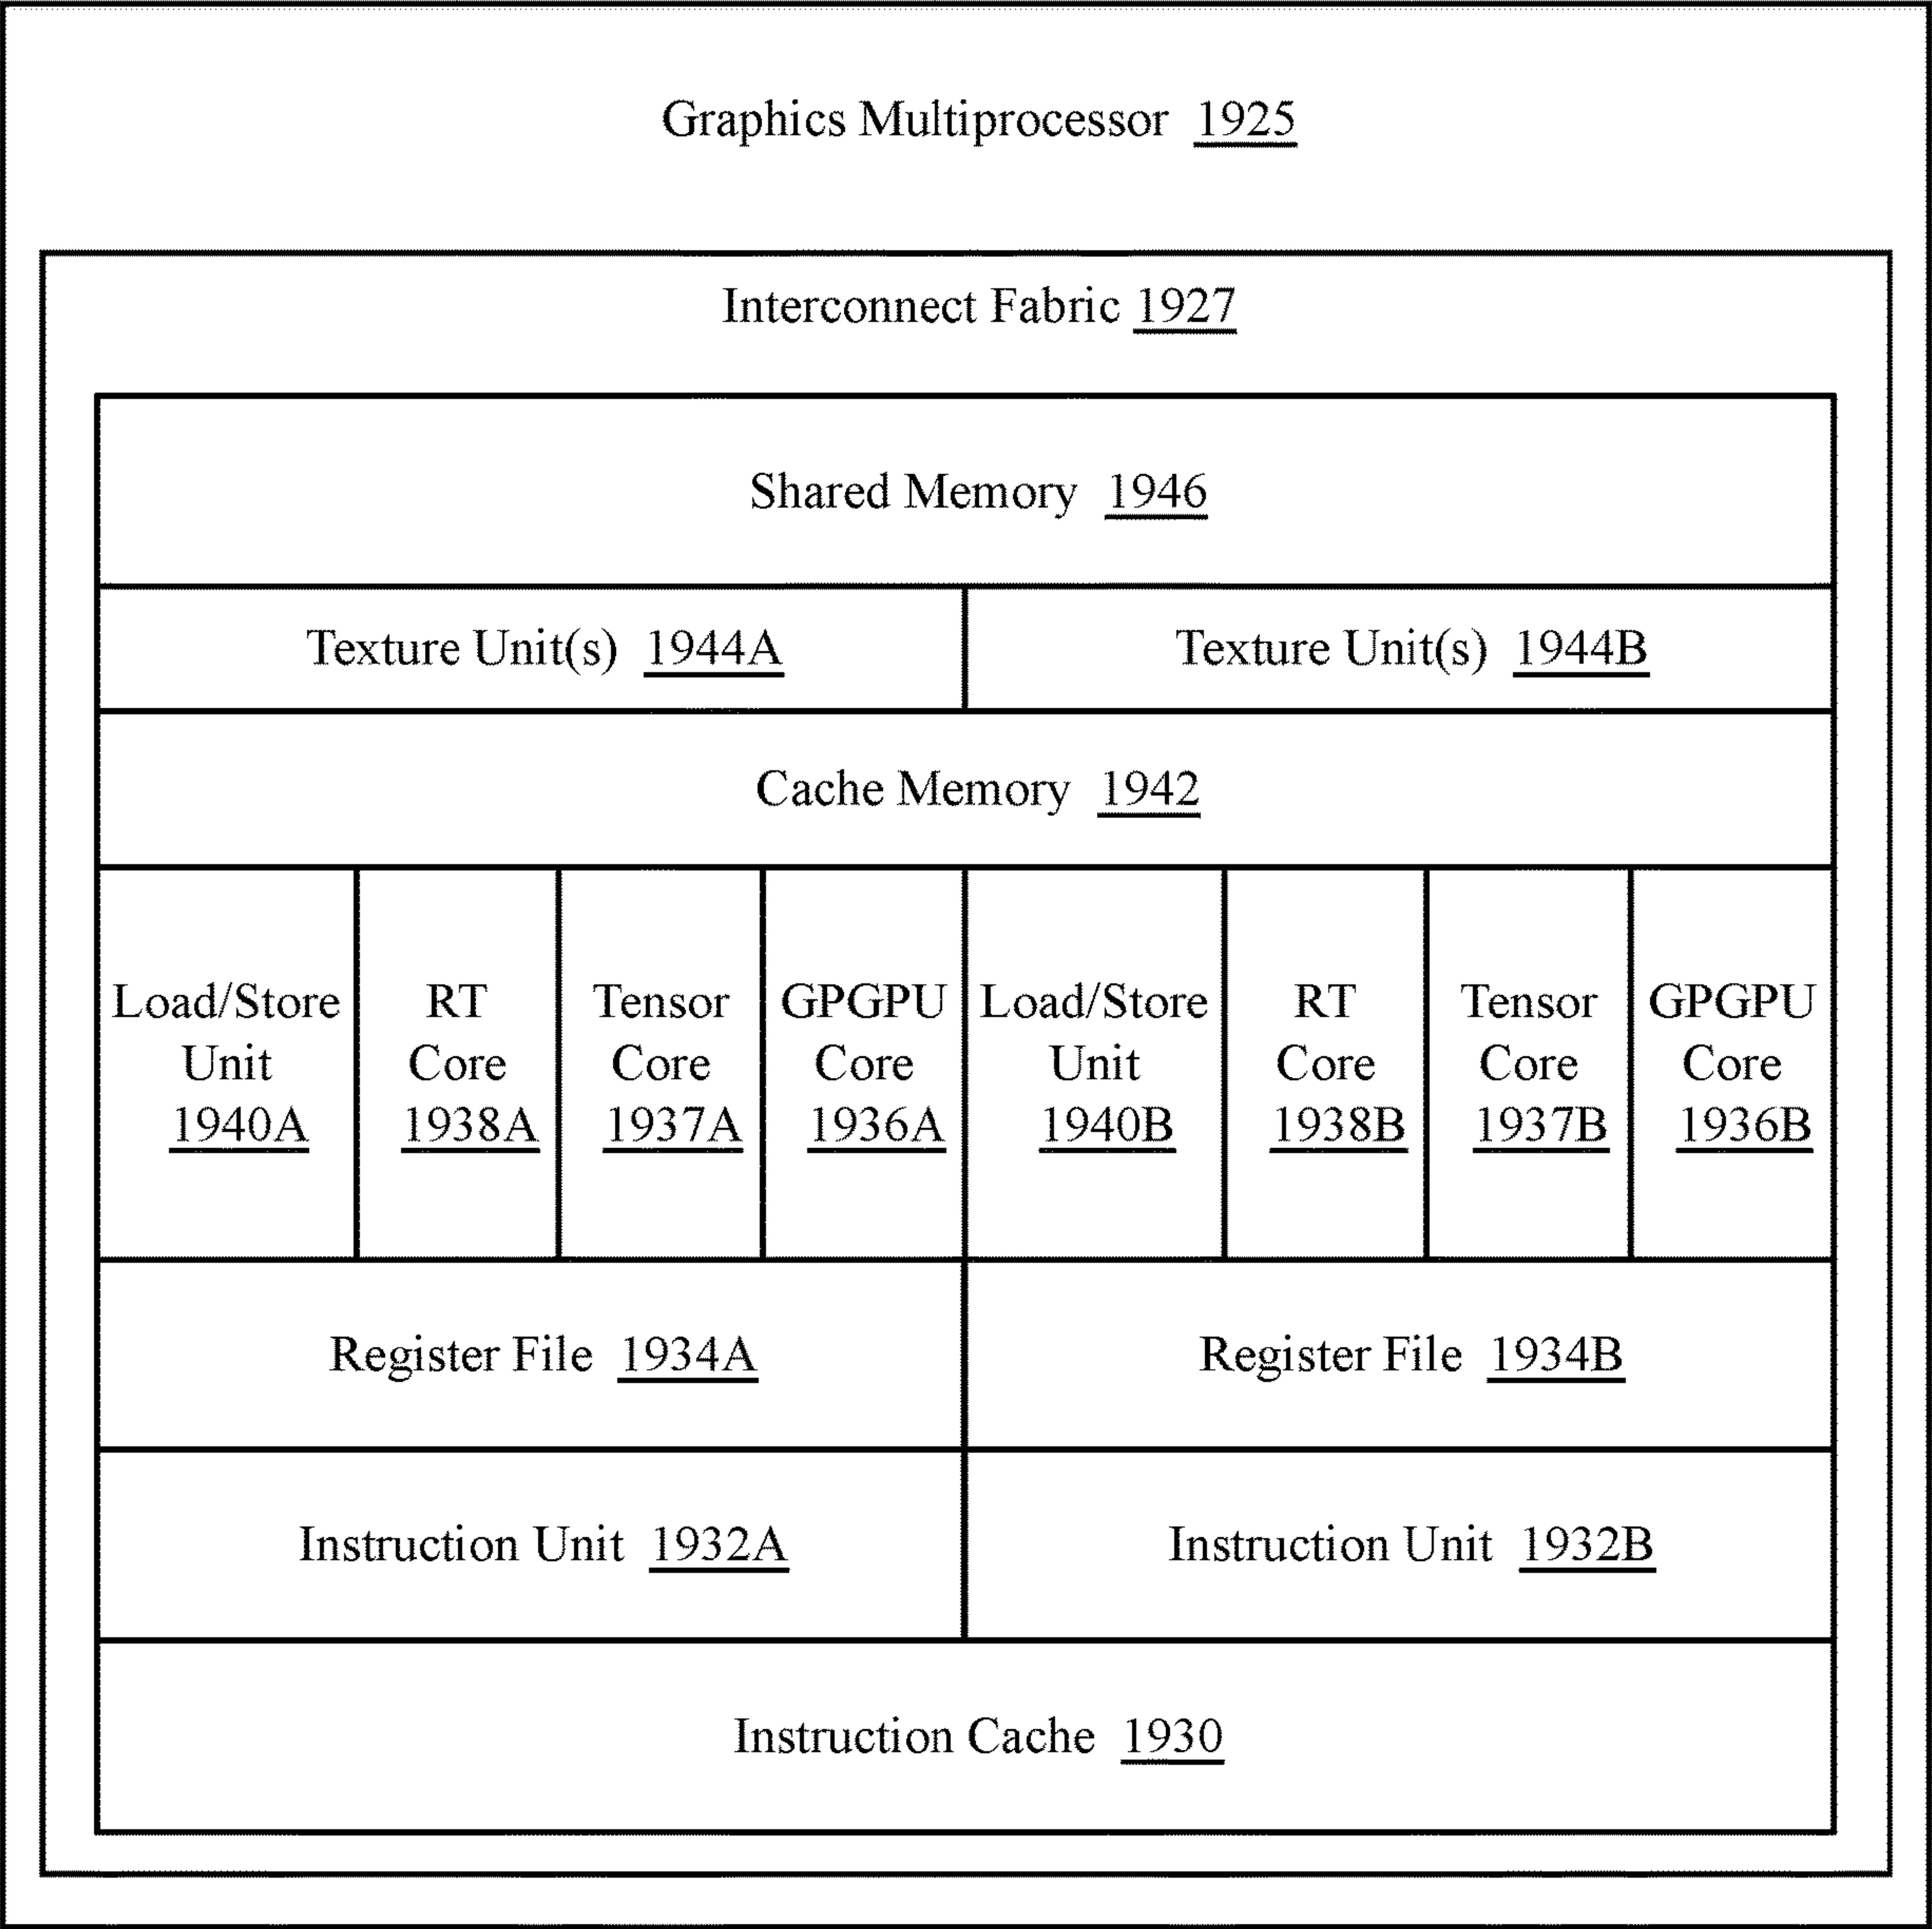 Graphics Multiprocessor 1925
Interconnect Fabric 1927
Shared Memory 1946
Texture Unit(s) 1944A
Texture Unit(s) 1944B
Cache Memory 1942
Load/Store
Unit
1940A
RT
Core
1938A
Tensor
Core
1937A
GPGPU
Core
1936A
Load/Store
Unit
1940B
RT
Core
1938B
Tensor
Core
1937B
GPGPU
Core
1936B
Register File 1934A
Register File 1934B
Instruction Unit 1932A
Instruction Unit 1932B
Instruction Cache 1930